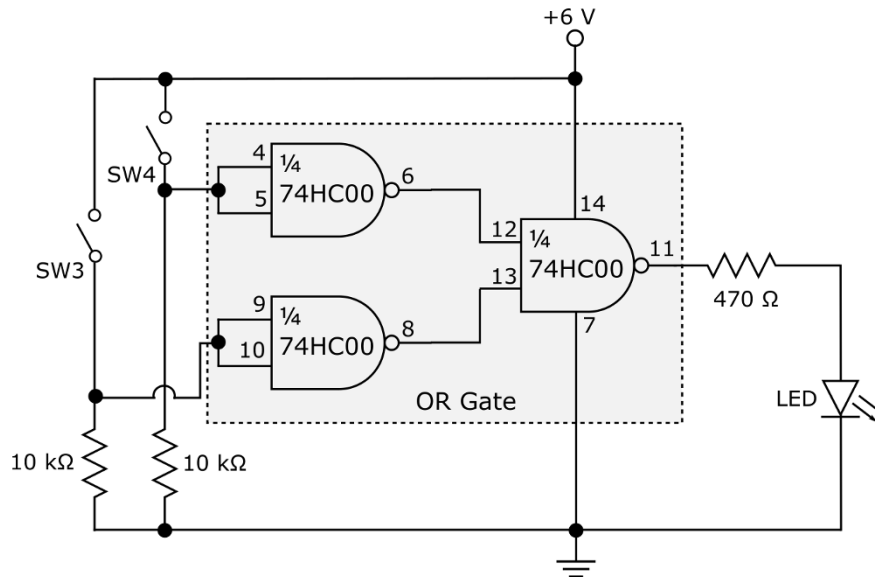 +6 V
SW4
4
5
¼
74HC00
6
14
12
13
¼
74HC00
11
SW3
470 Ω
9
10
¼
74HC00
8
7
LED
OR Gate
10 kΩ
10 kΩ